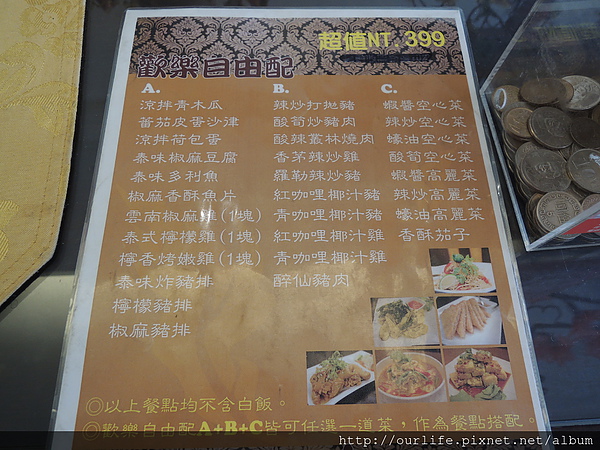 超值NT. 399
歡樂自由配
A.
涼拌青木瓜
蕃茄皮蛋沙律
涼拌荷包蛋
泰味椒麻豆腐
泰味多利魚
椒麻香酥魚片
雲南椒麻雞(1塊)
泰式檸檬雞(1塊)
檸香烤嫩雞(1塊)
泰味炸豬排
檸檬豬排
椒麻豬排
B.
辣炒打拋豬
酸筍炒豬肉
酸辣叢林燒肉
香茅辣炒雞
羅勒辣炒豬
紅咖哩椰汁豬
青咖哩椰汁豬
紅咖哩椰汁雞
青咖哩椰汁雞
醉仙豬肉
C.
蝦醬空心菜
辣炒空心菜
蠔油空心菜
酸筍空心菜
蝦醬高麗菜
辣炒高麗菜
蠔油高麗菜
香酥茄子
◎以上餐點均不含白飯。
◎歡樂自由配A+B+C皆可任選一道菜，作為餐點搭配。
http://ourlife.pixnet.net/album